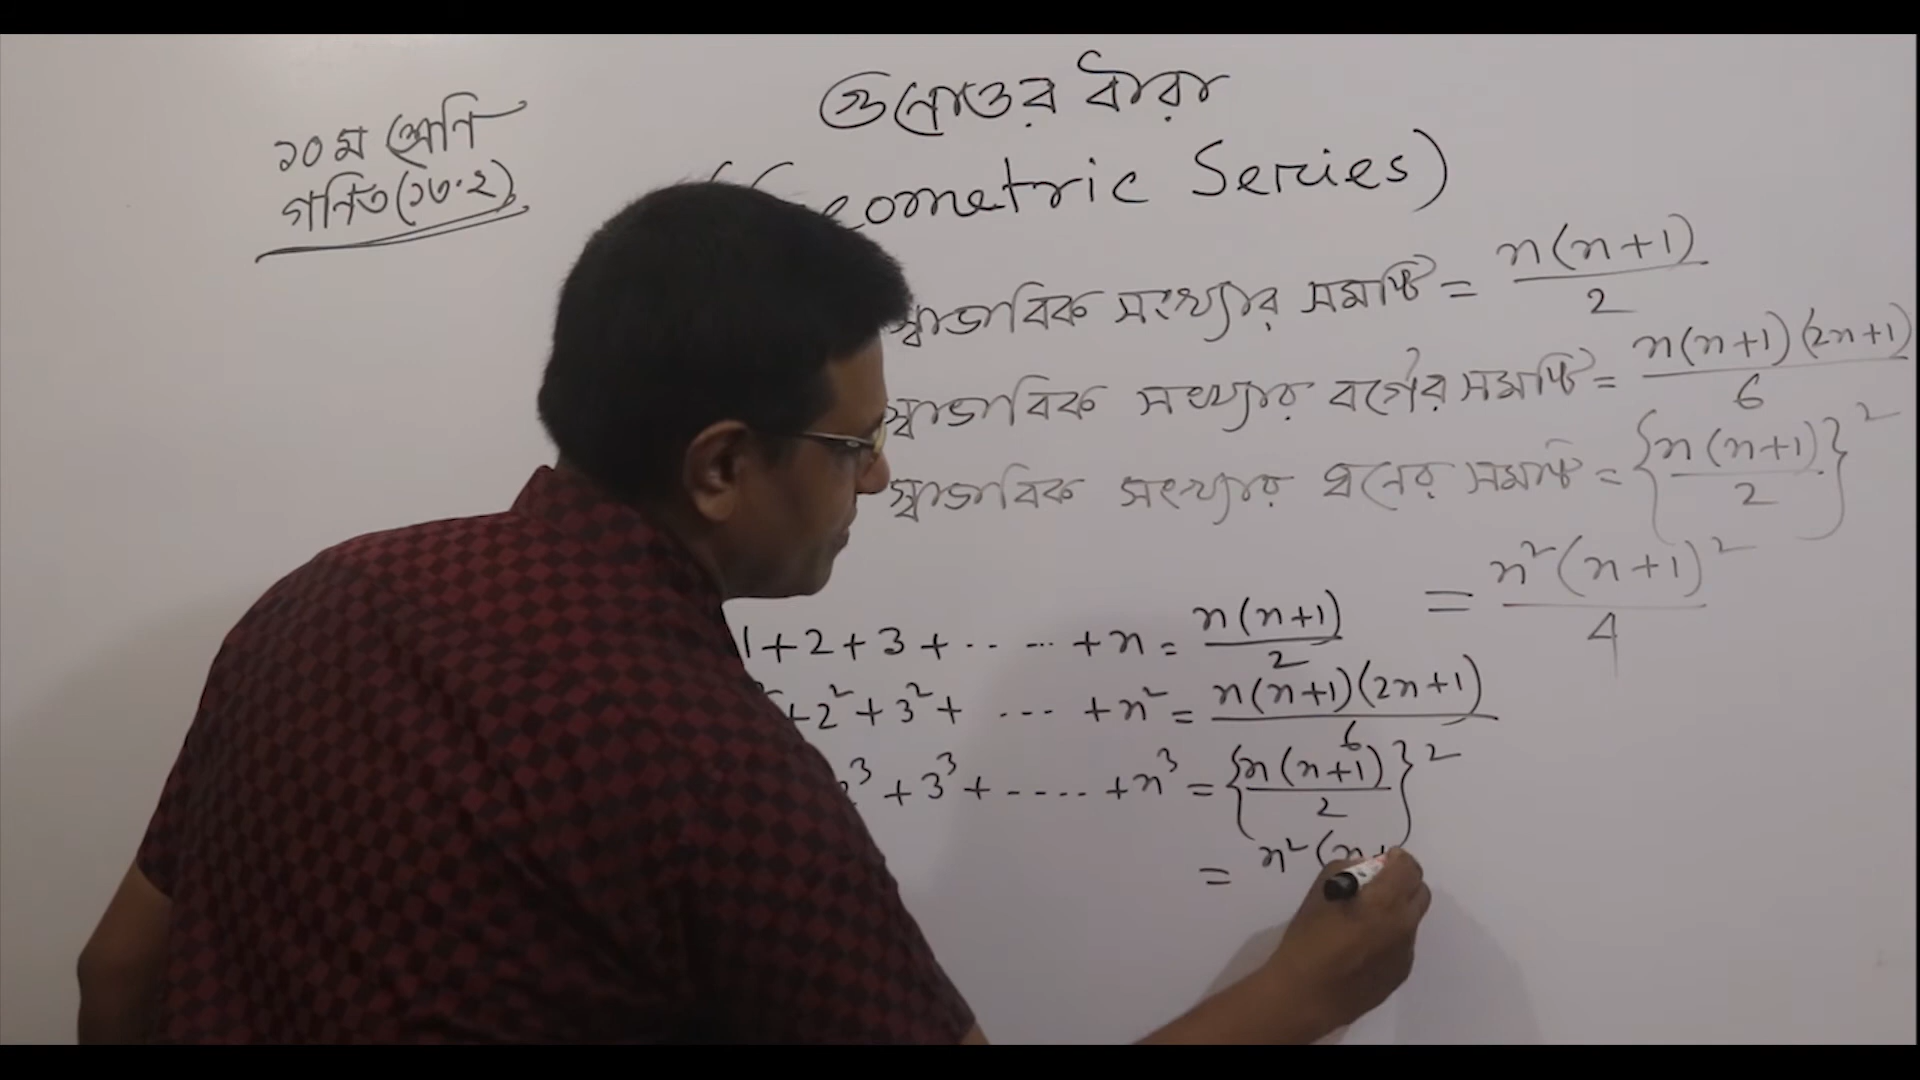 গুনোত্তর ধারা
১০ম শ্রেণি
গনিত (১৩.২)
Geometric Series)
স্বাভাবিক সংখ্যার সমষ্টি = n(n+1)/2
স্বাভাবিক সংখ্যার বর্গের সমষ্টি = n(n+1)(2n+1)/6
স্বাভাবিক সংখ্যার ঘনের সমষ্টি = {n(n+1)/2}²
= n²(n+1)²/4
1+2+3+.. ... +n = n(n+1)/2
+2²+3²+ ... +n² = n(n+1)(2n+1)/6
³+3³+....+n³ = {n(n+1)/2}²
= n²(n+